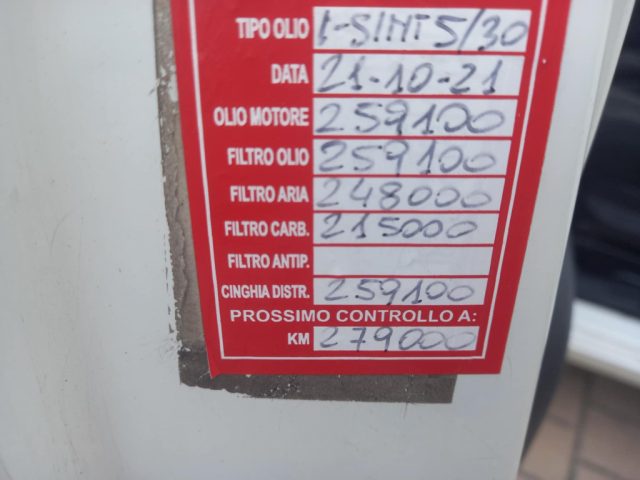 TIPO OLIO I-SINT 5/30
DATA 21-10-21
OLIO MOTORE 259100
FILTRO OLIO 259100
FILTRO ARIA 248000
FILTRO CARB. 215000
FILTRO ANTIP.
CINGHIA DISTR. 259100
PROSSIMO CONTROLLO A:
KM 279000